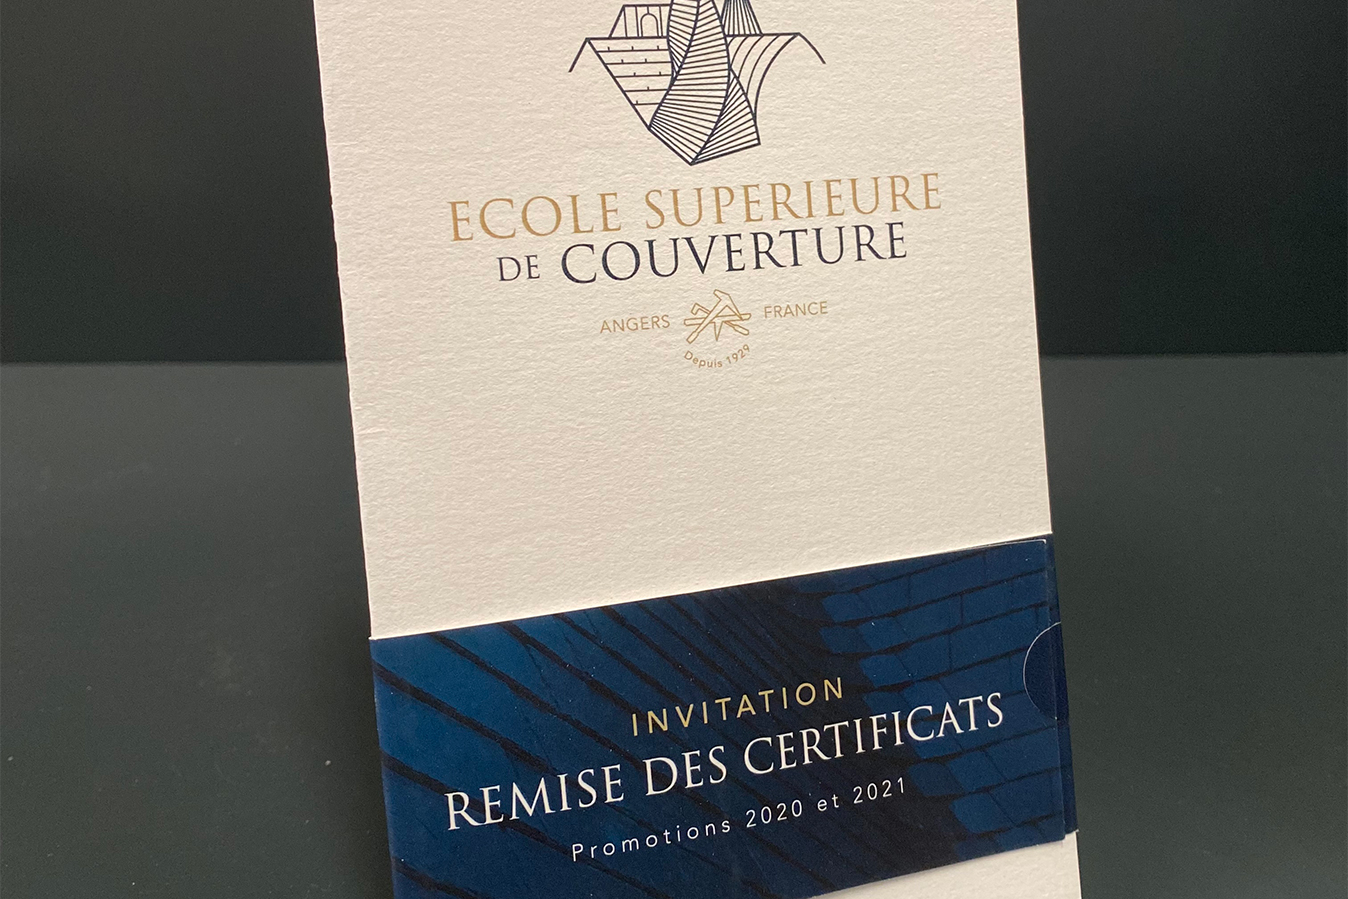 ECOLE SUPERIEURE
DE COUVERTURE
ANGERS FRANCE
Depuis 1929
INVITATION
REMISE DES CERTIFICATS
Promotions 2020 et 2021